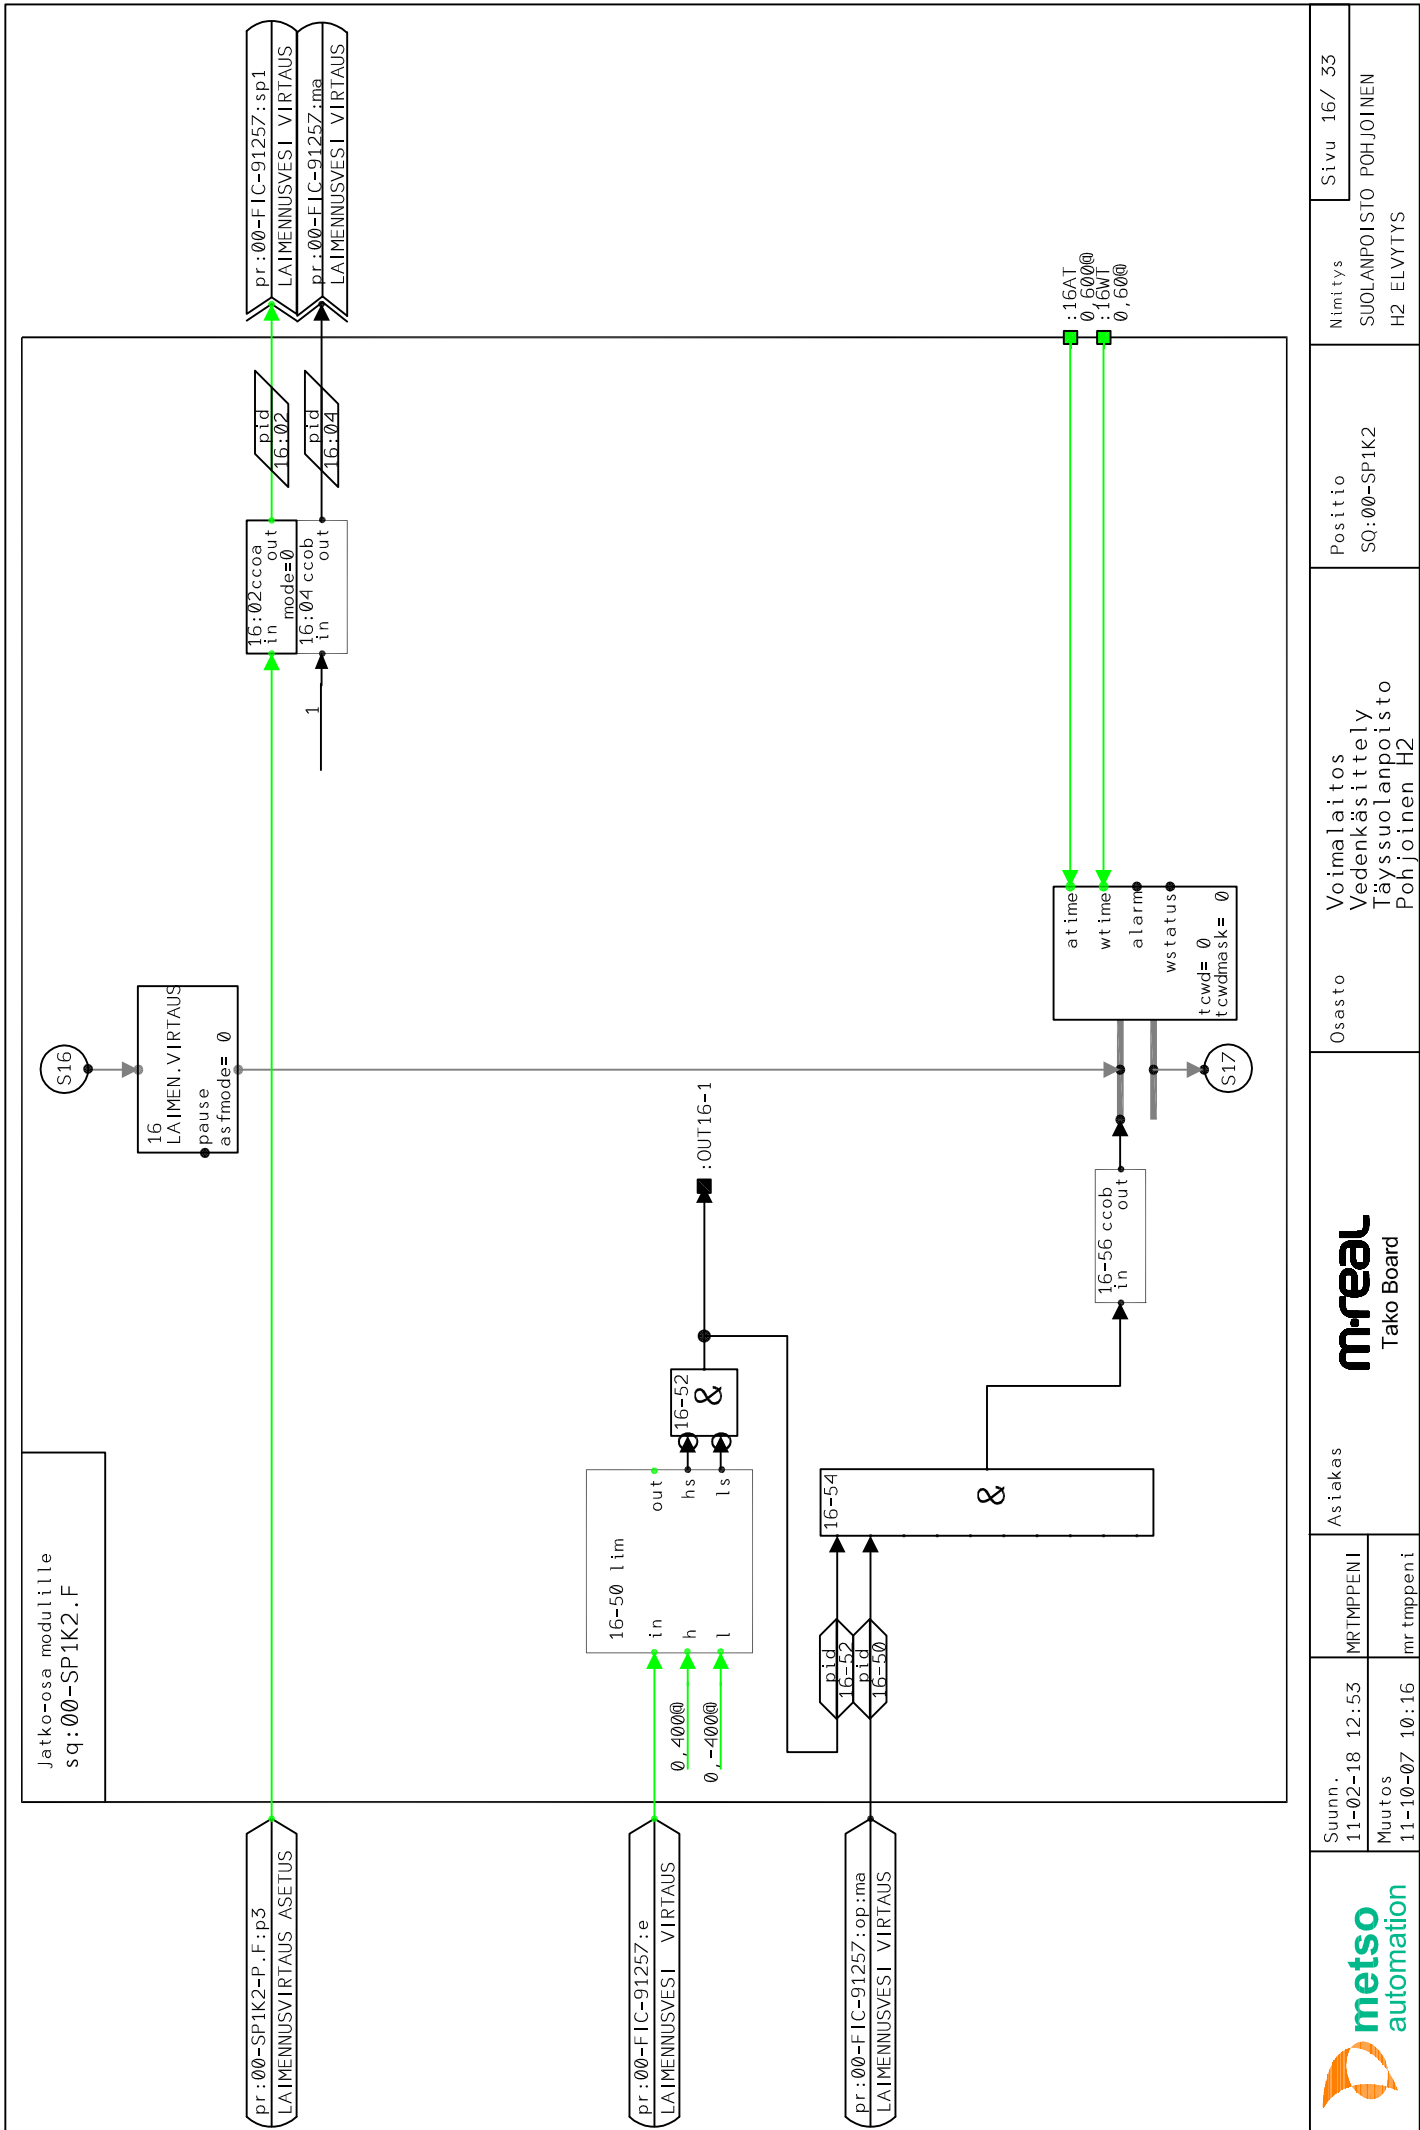 Jatko-osa modulille
sq:00-SP1K2.F
S16
16
LAIMEN.VIRTAUS
pause
asfmode= 0
pr:00-SP1K2-P.F:p3
LAIMENNUSVIRTAUS ASETUS
16:02ccoa
in
out
mode=0
16:04 ccob
in
out
1
pid
16:02
pid
16:04
pr:00-FIC-91257:sp1
LAIMENNUSVESI VIRTAUS
pr:00-FIC-91257:ma
LAIMENNUSVESI VIRTAUS
pr:00-FIC-91257:e
LAIMENNUSVESI VIRTAUS
0,400@
0,-400@
16-50 lim
in
h
l
out
hs
ls
16-52
&
:OUT16-1
pr:00-FIC-91257:op:ma
LAIMENNUSVESI VIRTAUS
pid
16-52
pid
16-50
16-54
&
16-56 ccob
in
out
atime
wtime
alarm
wstatus
tcwd= 0
tcwdmask= 0
:16AT
0,600@
:16WT
0,60@
S17
metso
automation
Suunn.
11-02-18 12:53
MRTMPPENI
Muutos
11-10-07 10:16
mrtmppeni
Asiakas
m-real
Tako Board
Osasto
Voimalaitos
Vedenkäsittely
Täyssuolanpoisto
Pohjoinen H2
Positio
SQ:00-SP1K2
Nimitys
SUOLANPOISTO POHJOINEN
H2 ELVYTYS
Sivu 16/ 33